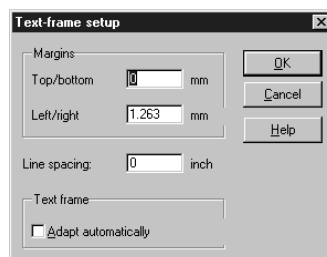 Text-frame setup
Margins
Top/bottom 0 mm
Left/right 1.263 mm
Line spacing: 0 inch
Text frame
Adapt automatically
OK
Cancel
Help